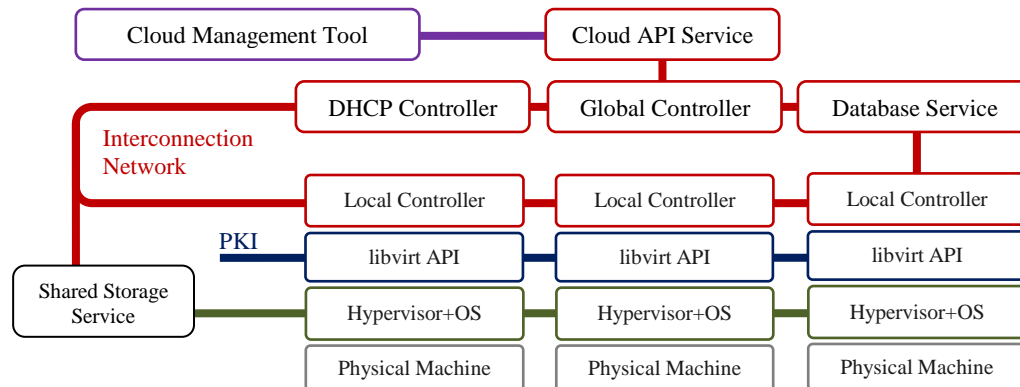 Cloud Management Tool
Cloud API Service
DHCP Controller
Global Controller
Database Service
Interconnection
Network
Local Controller
Local Controller
Local Controller
PKI
libvirt API
libvirt API
libvirt API
Shared Storage
Service
Hypervisor+OS
Hypervisor+OS
Hypervisor+OS
Physical Machine
Physical Machine
Physical Machine